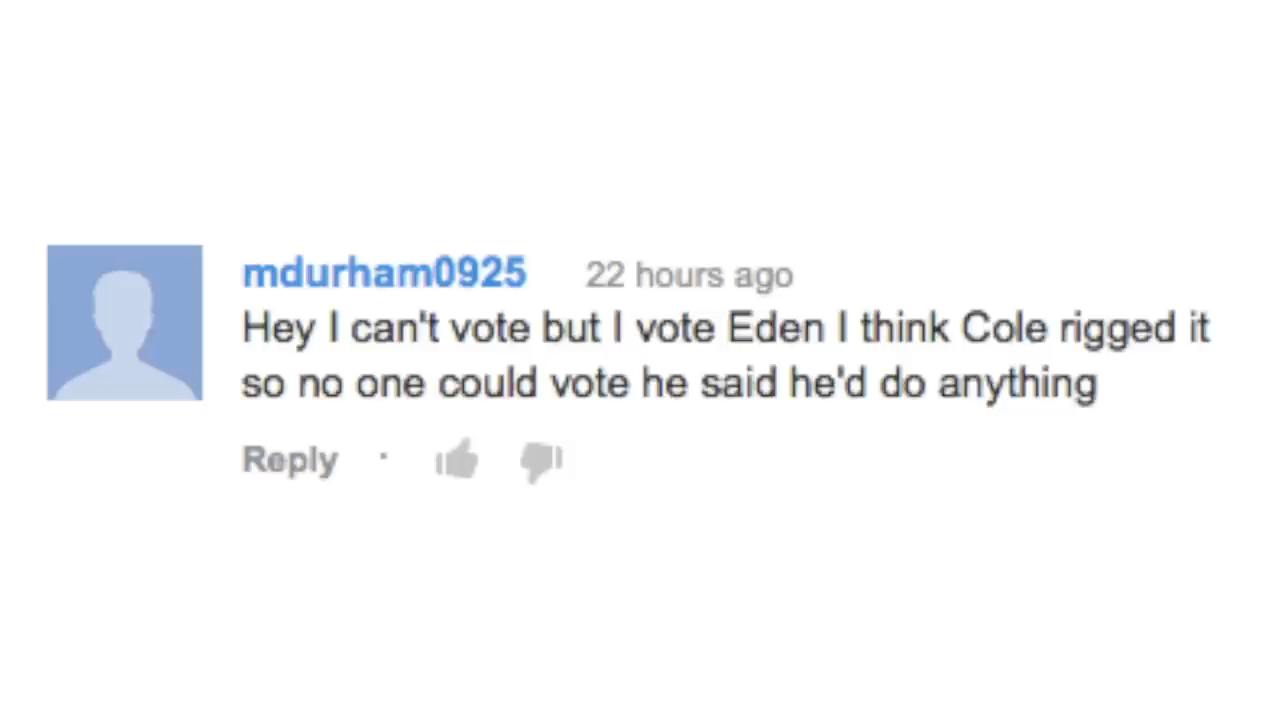 mdurham0925 22 hours ago
Hey I can't vote but I vote Eden I think Cole rigged it
so no one could vote he said he'd do anything
Reply ·